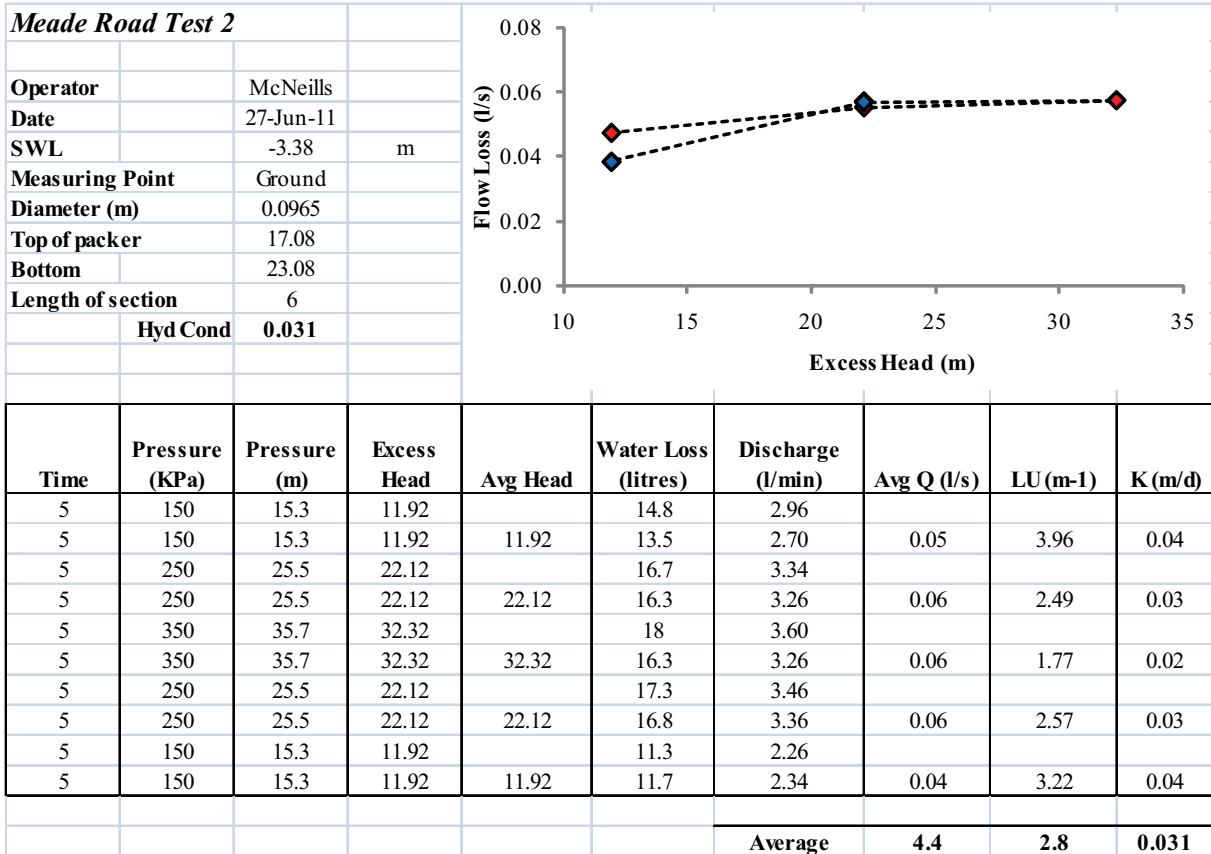 Meade Road Test 2
Operator McNeills
Date 27-Jun-11
SWL -3.38 m
Measuring Point Ground
Diameter (m) 0.0965
Top of packer 17.08
Bottom 23.08
Length of section 6
Hyd Cond 0.031
0.08
0.06
0.04
0.02
0.00
Flow Loss (l/s)
10 15 20 25 30 35
Excess Head (m)
Time Pressure (KPa) Pressure (m) Excess Head Avg Head Water Loss (litres) Discharge (l/min) Avg Q (l/s) LU (m-1) K (m/d)
5 150 15.3 11.92 14.8 2.96
5 150 15.3 11.92 11.92 13.5 2.70 0.05 3.96 0.04
5 250 25.5 22.12 16.7 3.34
5 250 25.5 22.12 22.12 16.3 3.26 0.06 2.49 0.03
5 350 35.7 32.32 18 3.60
5 350 35.7 32.32 32.32 16.3 3.26 0.06 1.77 0.02
5 250 25.5 22.12 17.3 3.46
5 250 25.5 22.12 22.12 16.8 3.36 0.06 2.57 0.03
5 150 15.3 11.92 11.3 2.26
5 150 15.3 11.92 11.92 11.7 2.34 0.04 3.22 0.04
Average 4.4 2.8 0.031